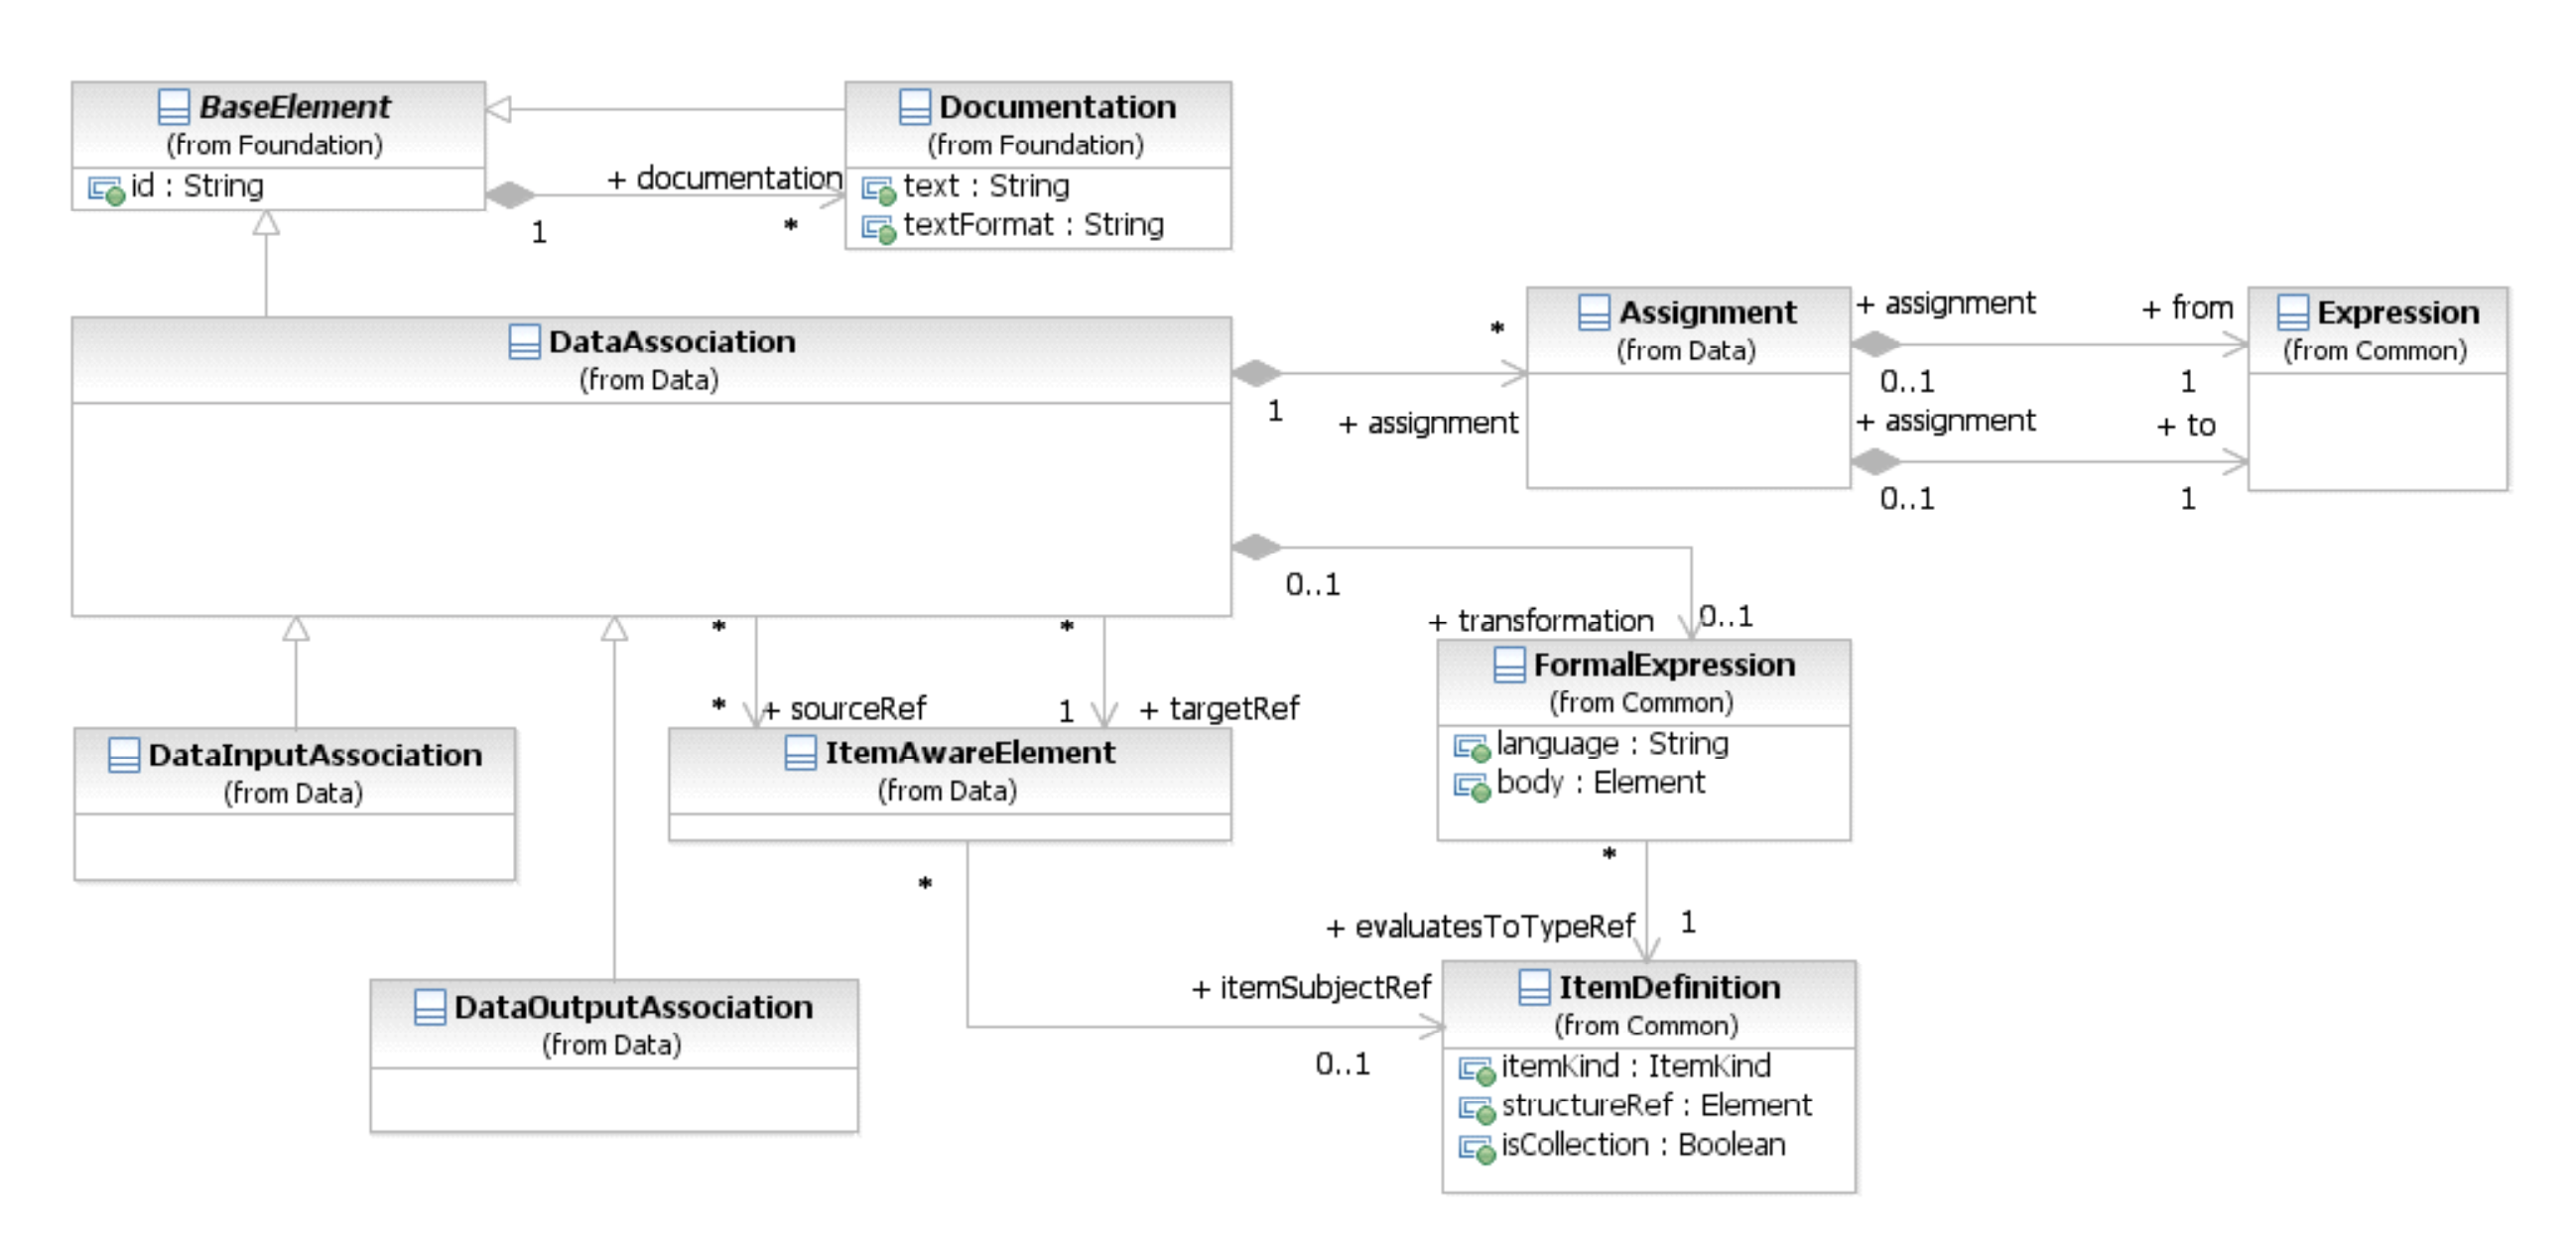 BaseElement
(from Foundation)
id : String
Documentation
(from Foundation)
text : String
textFormat : String
+ documentation
1
*
DataAssociation
(from Data)
Assignment
(from Data)
*
1
+ assignment
+ assignment
+ from
0..1
1
+ assignment
+ to
0..1
1
Expression
(from Common)
0..1
+ transformation
0..1
*
*
*
+ sourceRef
1
+ targetRef
DataInputAssociation
(from Data)
ItemAwareElement
(from Data)
FormalExpression
(from Common)
language : String
body : Element
*
*
+ evaluatesToTypeRef
1
DataOutputAssociation
(from Data)
+ itemSubjectRef
0..1
ItemDefinition
(from Common)
itemKind : ItemKind
structureRef : Element
isCollection : Boolean